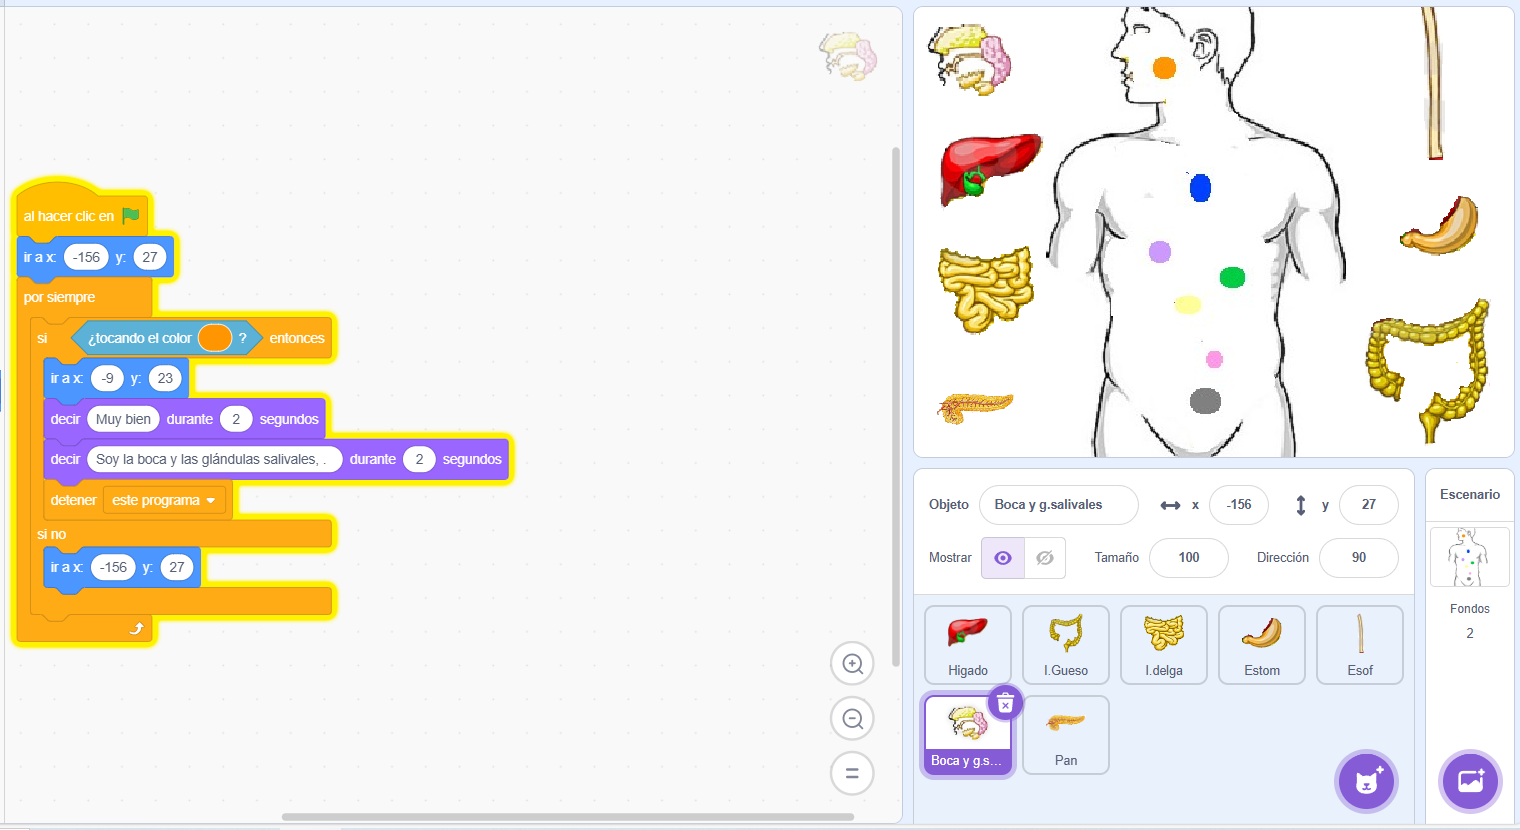 al hacer clic en
ir a x: -156 y: 27
por siempre
si ¿tocando el color ? entonces
ir a x: -9 y: 23
decir Muy bien durante 2 segundos
decir Soy la boca y las glándulas salivales, . durante 2 segundos
detener este programa
si no
ir a x: -156 y: 27
Objeto Boca y g.salivales x -156 y 27
Mostrar Tamaño 100 Dirección 90
Higado I.Gueso I.delga Estom Esof
Boca y g.s... Pan
Escenario
Fondos
2